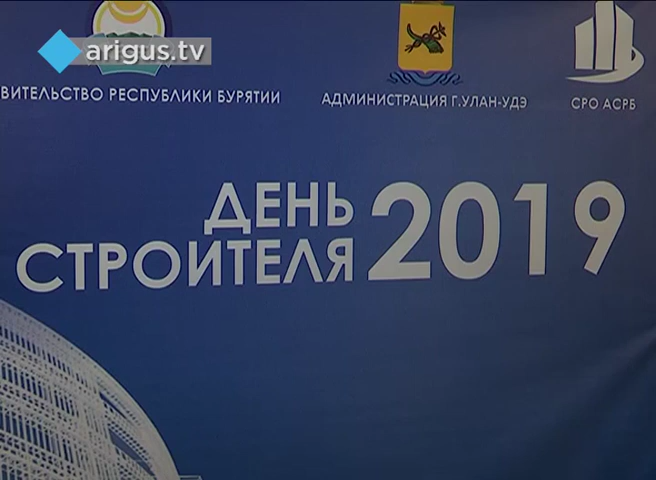 arigus.tv
ВИТЕЛЬСТВО РЕСПУБЛИКИ БУРЯТИИ
АДМИНИСТРАЦИЯ Г.УЛАН-УДЭ
СРО АСРБ
ДЕНЬ
СТРОИТЕЛЯ 2019